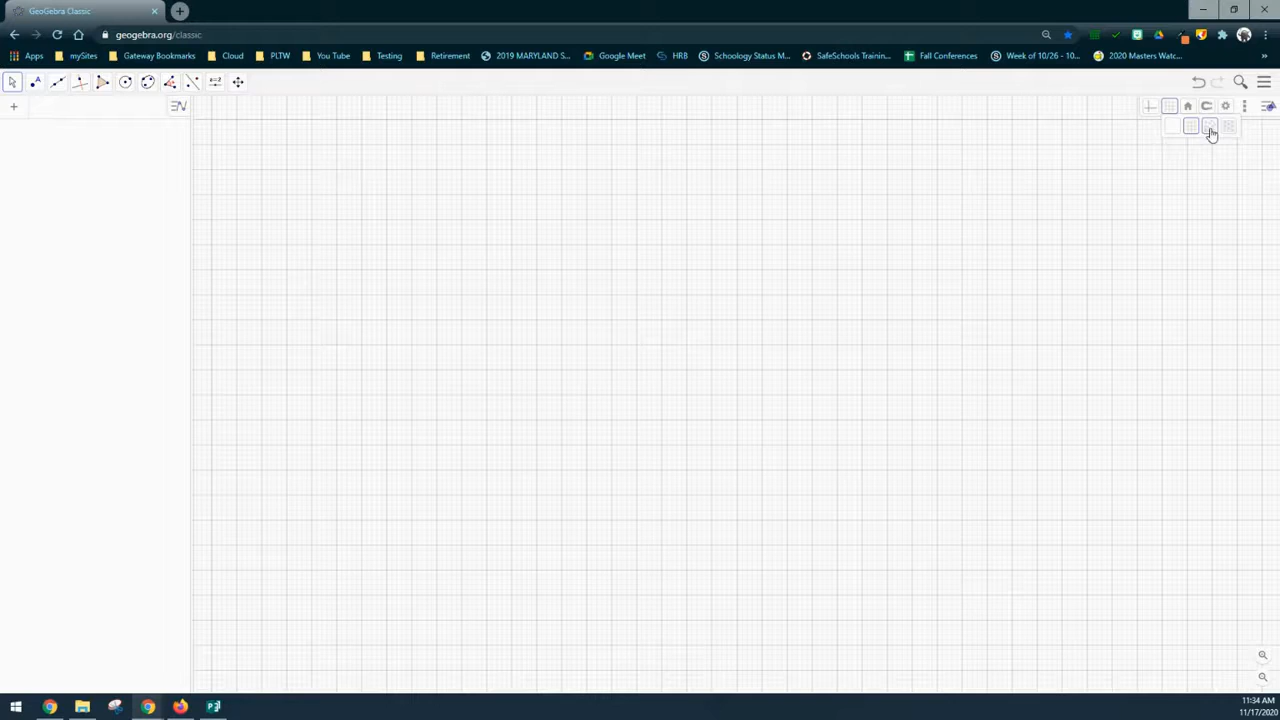 GeoGebra Classic
geogebra.org/classic
Apps mySites Gateway Bookmarks Cloud PLTW You Tube Testing Retirement 2019 MARYLAND S... Google Meet HRB Schoology Status M... SafeSchools Trainin... Fall Conferences Week of 10/26 - 10... 2020 Masters Watc... »
a=2
11:34 AM
11/17/2020